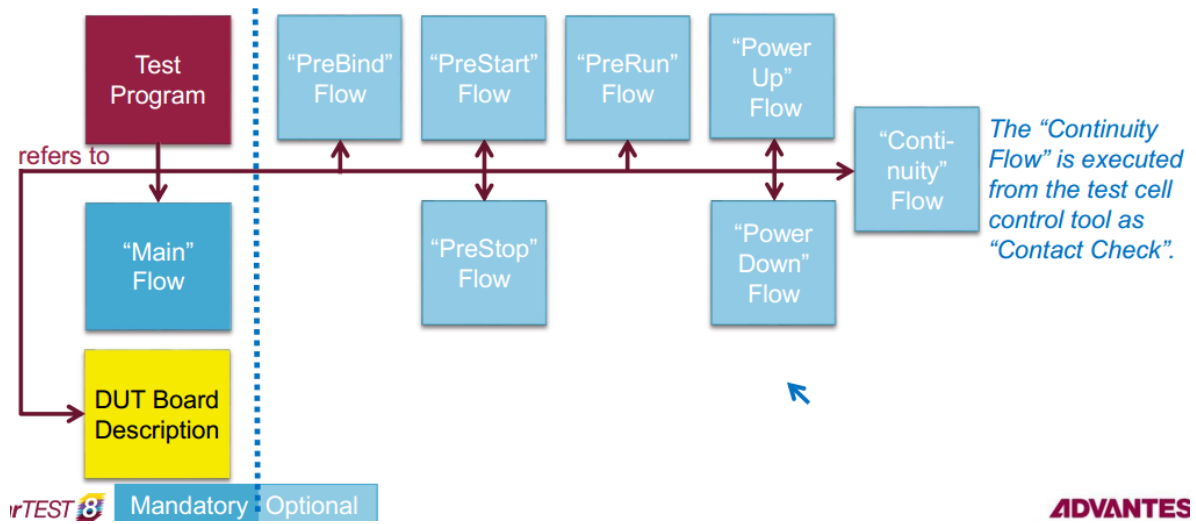 Test
Program
“PreBind”
Flow
“PreStart”
Flow
“PreRun”
Flow
“Power
Up”
Flow
refers to
“Conti-
nuity”
Flow
The “Continuity
Flow” is executed
from the test cell
control tool as
“Contact Check”.
“Main”
Flow
“PreStop”
Flow
“Power
Down”
Flow
DUT Board
Description
rTEST 8
Mandatory Optional
ADVANTES